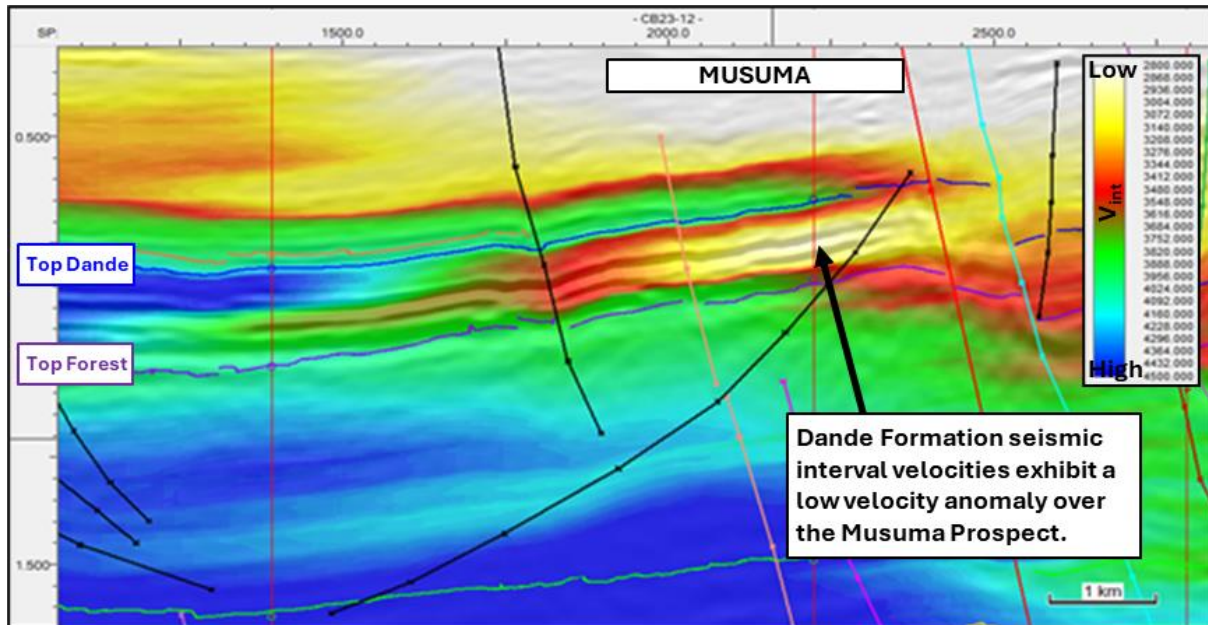 - CB23-12 -
SP: 1500.0 2000.0 2500.0
MUSUMA
Low
2800.000
2868.000
2936.000
3004.000
3072.000
3140.000
3208.000
3276.000
3344.000
3412.000
3480.000
3548.000
3616.000
3684.000
3752.000
3820.000
3888.000
3956.000
4024.000
4092.000
4160.000
4228.000
4296.000
4364.000
4432.000
4500.000
Vint
High
0.500
Top Dande
Top Forest
Dande Formation seismic
interval velocities exhibit a
low velocity anomaly over
the Musuma Prospect.
1.500
1 km